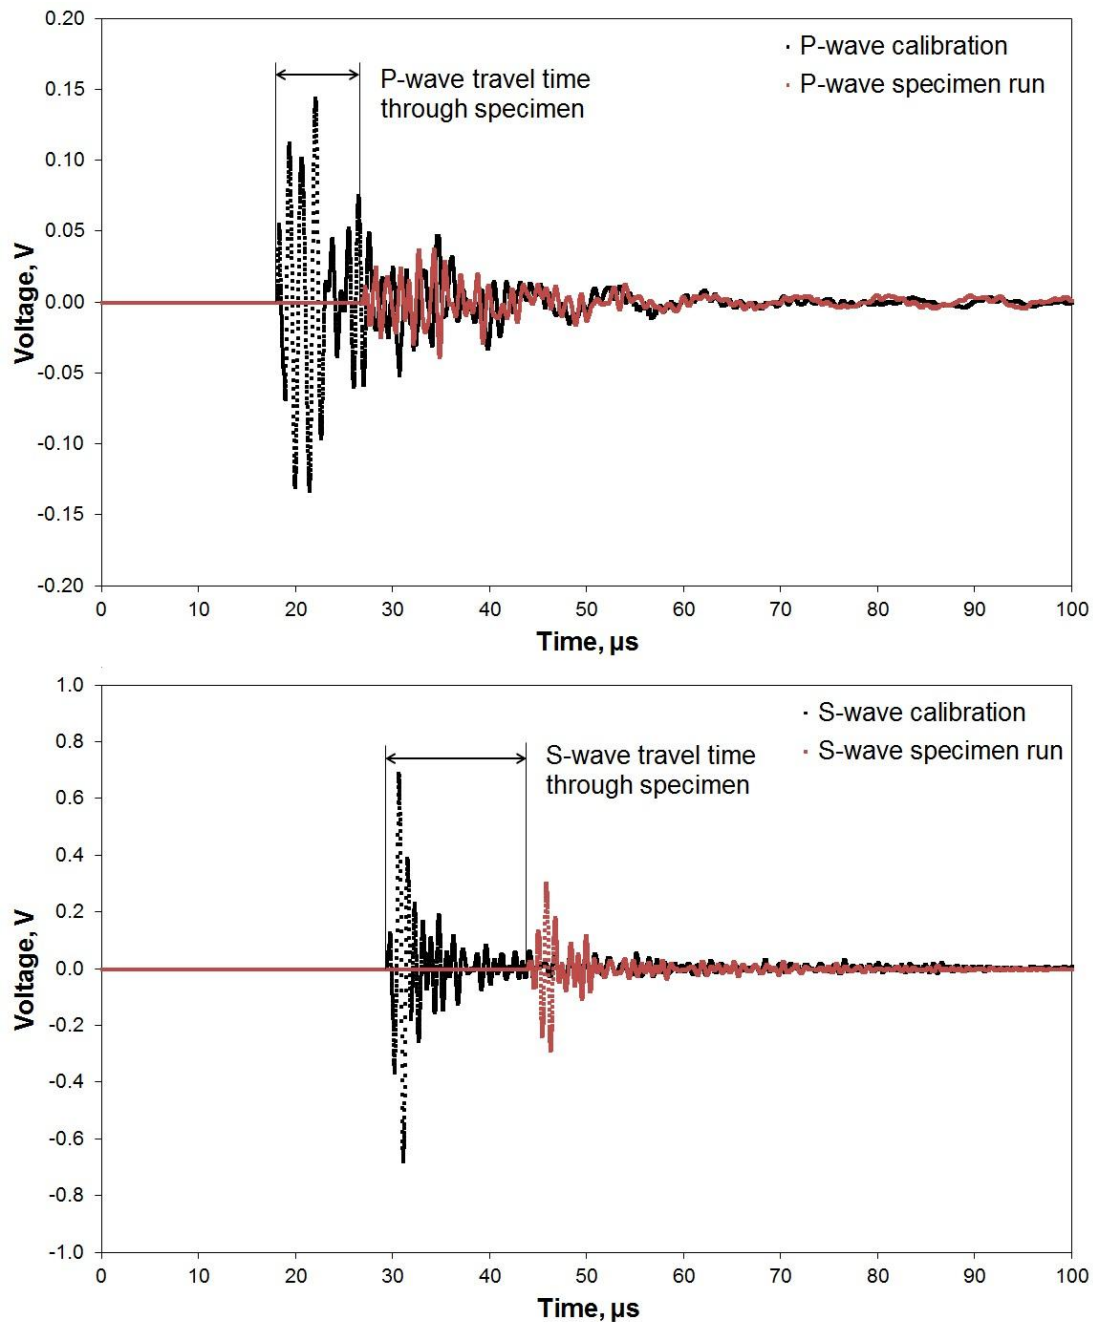 0.20
P-wave calibration
P-wave specimen run
P-wave travel time
through specimen
0.15
0.10
0.05
0.00
-0.05
-0.10
-0.15
-0.20
Voltage, V
0 10 20 30 40 50 60 70 80 90 100
Time, µs
1.0
S-wave calibration
S-wave specimen run
S-wave travel time
through specimen
0.8
0.6
0.4
0.2
0.0
-0.2
-0.4
-0.6
-0.8
-1.0
Voltage, V
0 10 20 30 40 50 60 70 80 90 100
Time, µs